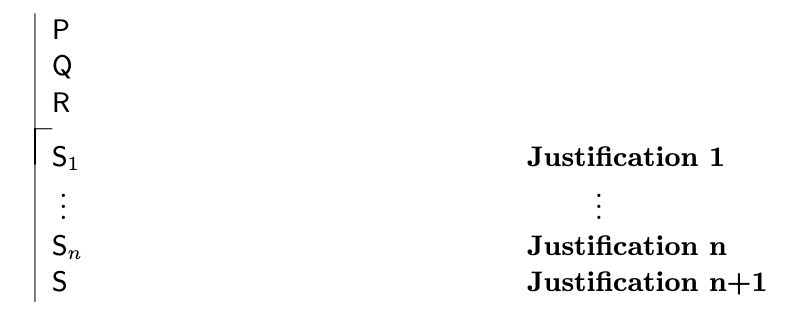 P
Q
R
S₁ Justification 1
⋮ ⋮
Sₙ Justification n
S Justification n+1